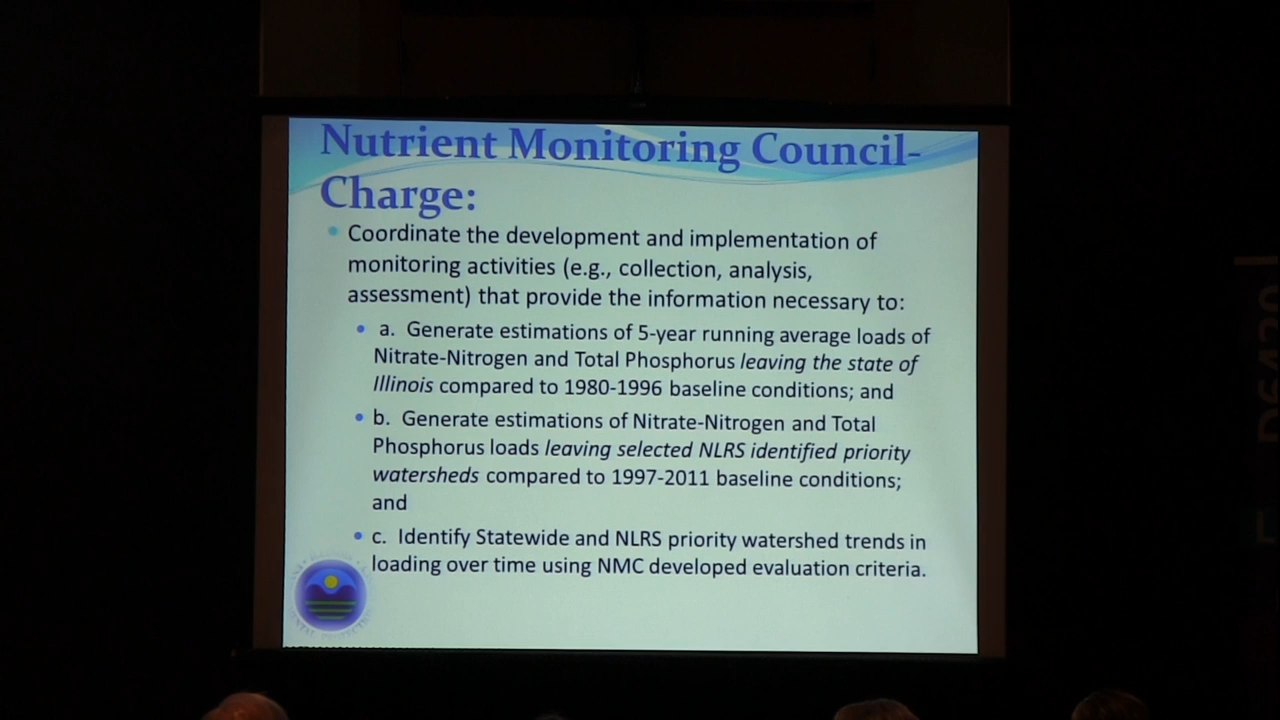 Nutrient Monitoring Council-
Charge:
Coordinate the development and implementation of
monitoring activities (e.g., collection, analysis,
assessment) that provide the information necessary to:
a. Generate estimations of 5-year running average loads of
Nitrate-Nitrogen and Total Phosphorus leaving the state of
Illinois compared to 1980-1996 baseline conditions; and
b. Generate estimations of Nitrate-Nitrogen and Total
Phosphorus loads leaving selected NLRS identified priority
watersheds compared to 1997-2011 baseline conditions;
and
c. Identify Statewide and NLRS priority watershed trends in
loading over time using NMC developed evaluation criteria.